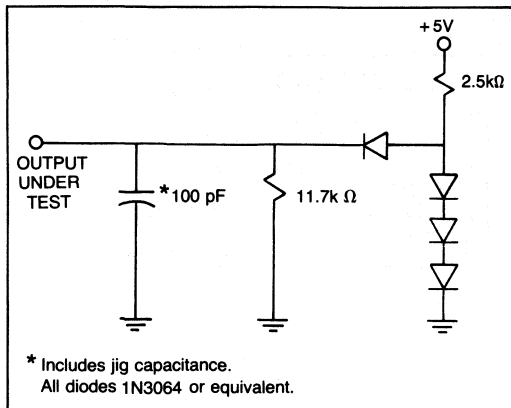 +5V
2.5kΩ
OUTPUT
UNDER
TEST
*100 pF
11.7k Ω
* Includes jig capacitance.
All diodes 1N3064 or equivalent.